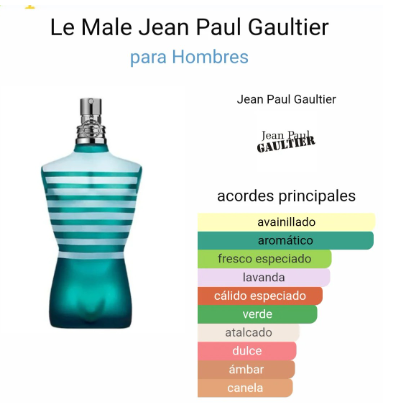 Le Male Jean Paul Gaultier
para Hombres
Jean Paul Gaultier
Jean Paul
GAULTIER
acordes principales
avainillado
aromático
fresco especiado
lavanda
cálido especiado
verde
atalcado
dulce
ámbar
canela